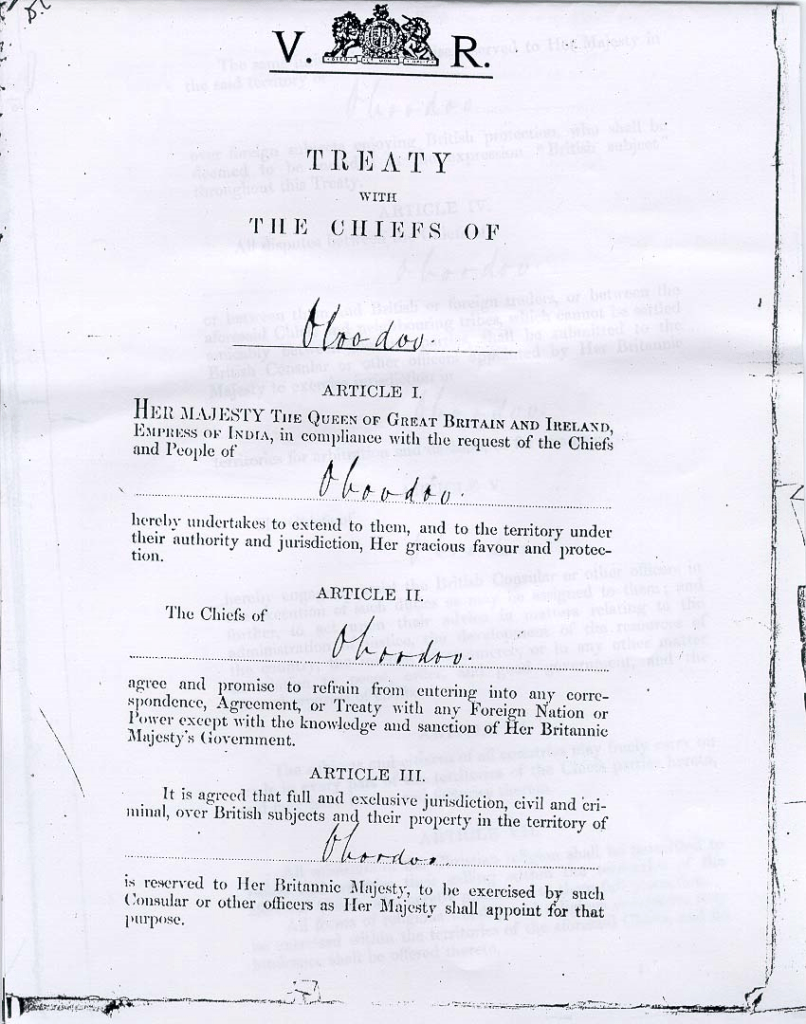 V. R.
TREATY
WITH
THE CHIEFS OF
Oboodoo.
ARTICLE I.
HER MAJESTY THE QUEEN OF GREAT BRITAIN AND IRELAND,
EMPRESS OF INDIA, in compliance with the request of the Chiefs
and People of
Oboodoo.
hereby undertakes to extend to them, and to the territory under
their authority and jurisdiction, Her gracious favour and protec-
tion.
ARTICLE II.
The Chiefs of
Oboodoo.
agree and promise to refrain from entering into any corre-
spondence, Agreement, or Treaty with any Foreign Nation or
Power except with the knowledge and sanction of Her Britannic
Majesty's Government.
ARTICLE III.
It is agreed that full and exclusive jurisdiction, civil and cri-
minal, over British subjects and their property in the territory of
Oboodoo
is reserved to Her Britannic Majesty, to be exercised by such
Consular or other officers as Her Majesty shall appoint for that
purpose.